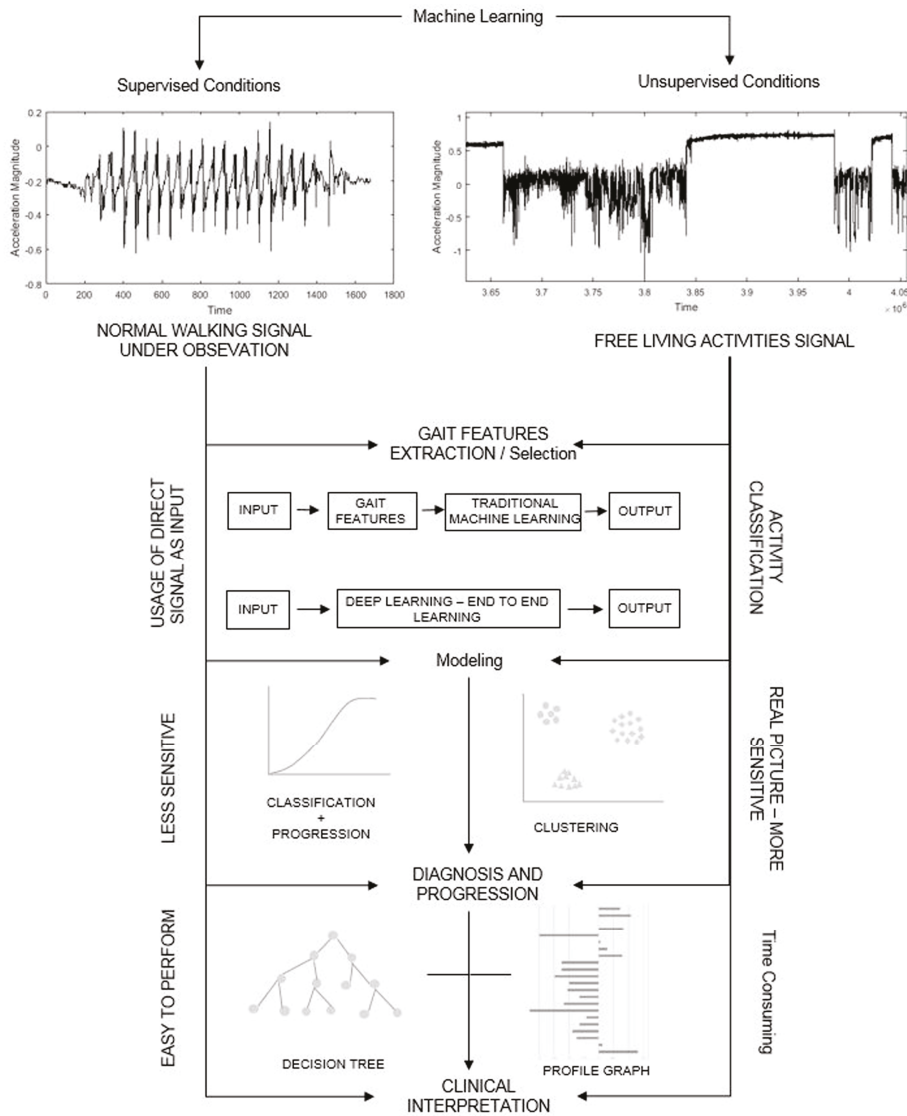 Machine Learning
Supervised Conditions
Unsupervised Conditions
Acceleration Magnitude
0.2
0
-0.2
-0.4
-0.6
-0.8
0
200
400
600
800
1000
1200
1400
1600
1800
Time
Acceleration Magnitude
1
0.5
0
-0.5
-1
3.65
3.7
3.75
3.8
3.85
3.9
3.95
4
4.05
× 10⁶
Time
NORMAL WALKING SIGNAL
UNDER OBSEVATION
FREE LIVING ACTIVITIES SIGNAL
GAIT FEATURES
EXTRACTION / Selection
USAGE OF DIRECT
SIGNAL AS INPUT
INPUT
GAIT
FEATURES
TRADITIONAL
MACHINE LEARNING
OUTPUT
ACTIVITY
CLASSIFICATION
INPUT
DEEP LEARNING – END TO END
LEARNING
OUTPUT
Modeling
LESS SENSITIVE
CLASSIFICATION
+
PROGRESSION
CLUSTERING
REAL PICTURE – MORE
SENSITIVE
DIAGNOSIS AND
PROGRESSION
EASY TO PERFORM
DECISION TREE
PROFILE GRAPH
Time Consuming
CLINICAL
INTERPRETATION